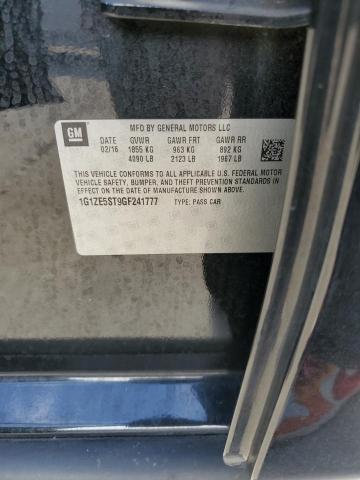 GM
MFD BY GENERAL MOTORS LLC
DATE GVWR GAWR FRT GAWR RR
02/16 1855 KG 963 KG 892 KG
4090 LB 2123 LB 1967 LB
THIS VEHICLE CONFORMS TO ALL APPLICABLE U.S. FEDERAL MOTOR
VEHICLE SAFETY, BUMPER, AND THEFT PREVENTION STANDARDS
IN EFFECT ON THE DATE OF MANUFACTURE SHOWN ABOVE.
1G1ZE5ST9GF241777 TYPE: PASS CAR